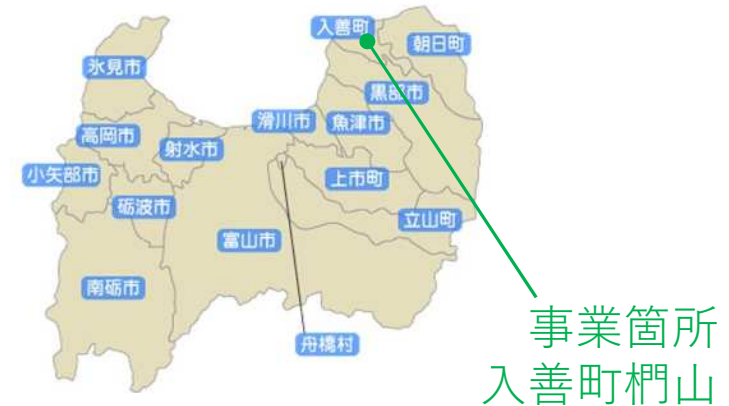 入善町
朝日町
氷見市
黒部市
滑川市
魚津市
高岡市
射水市
小矢部市
上市町
砺波市
立山町
富山市
南砺市
舟橋村
事業箇所
入善町椚山